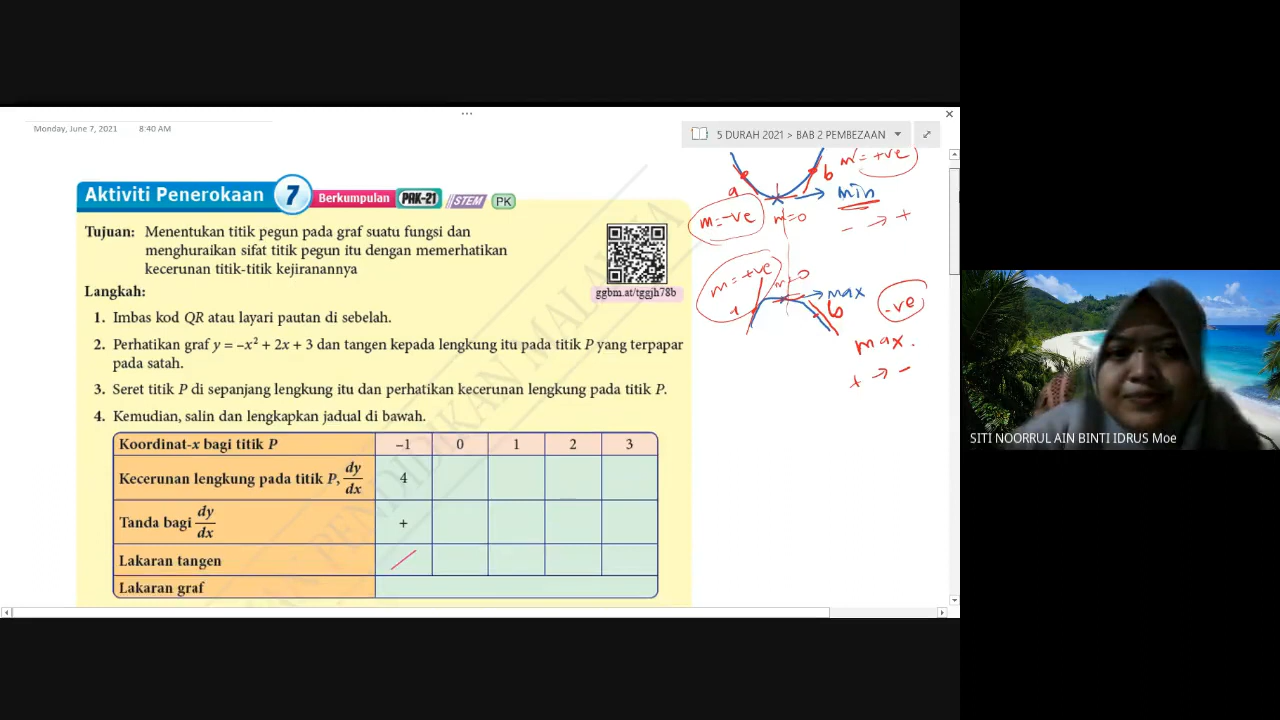 Monday, June 7, 2021 8:40 AM
5 DURAH 2021 > BAB 2 PEMBEZAAN
Aktiviti Penerokaan 7 Berkumpulan PAK-21 STEM PK
Tujuan: Menentukan titik pegun pada graf suatu fungsi dan
menghuraikan sifat titik pegun itu dengan memerhatikan
kecerunan titik-titik kejiranannya
ggbm.at/tggjh78b
Langkah:
1. Imbas kod QR atau layari pautan di sebelah.
2. Perhatikan graf y = –x² + 2x + 3 dan tangen kepada lengkung itu pada titik P yang terpapar
pada satah.
3. Seret titik P di sepanjang lengkung itu dan perhatikan kecerunan lengkung pada titik P.
4. Kemudian, salin dan lengkapkan jadual di bawah.
Koordinat-x bagi titik P –1 0 1 2 3
Kecerunan lengkung pada titik P, dy/dx 4
Tanda bagi dy/dx +
Lakaran tangen
Lakaran graf
m = +ve
a b
min
m = -ve m = 0
- → +
m = +ve m = 0
max
b
-ve
max.
+ → -
PENDIDIKAN MALAYSIA
SITI NOORRUL AIN BINTI IDRUS Moe